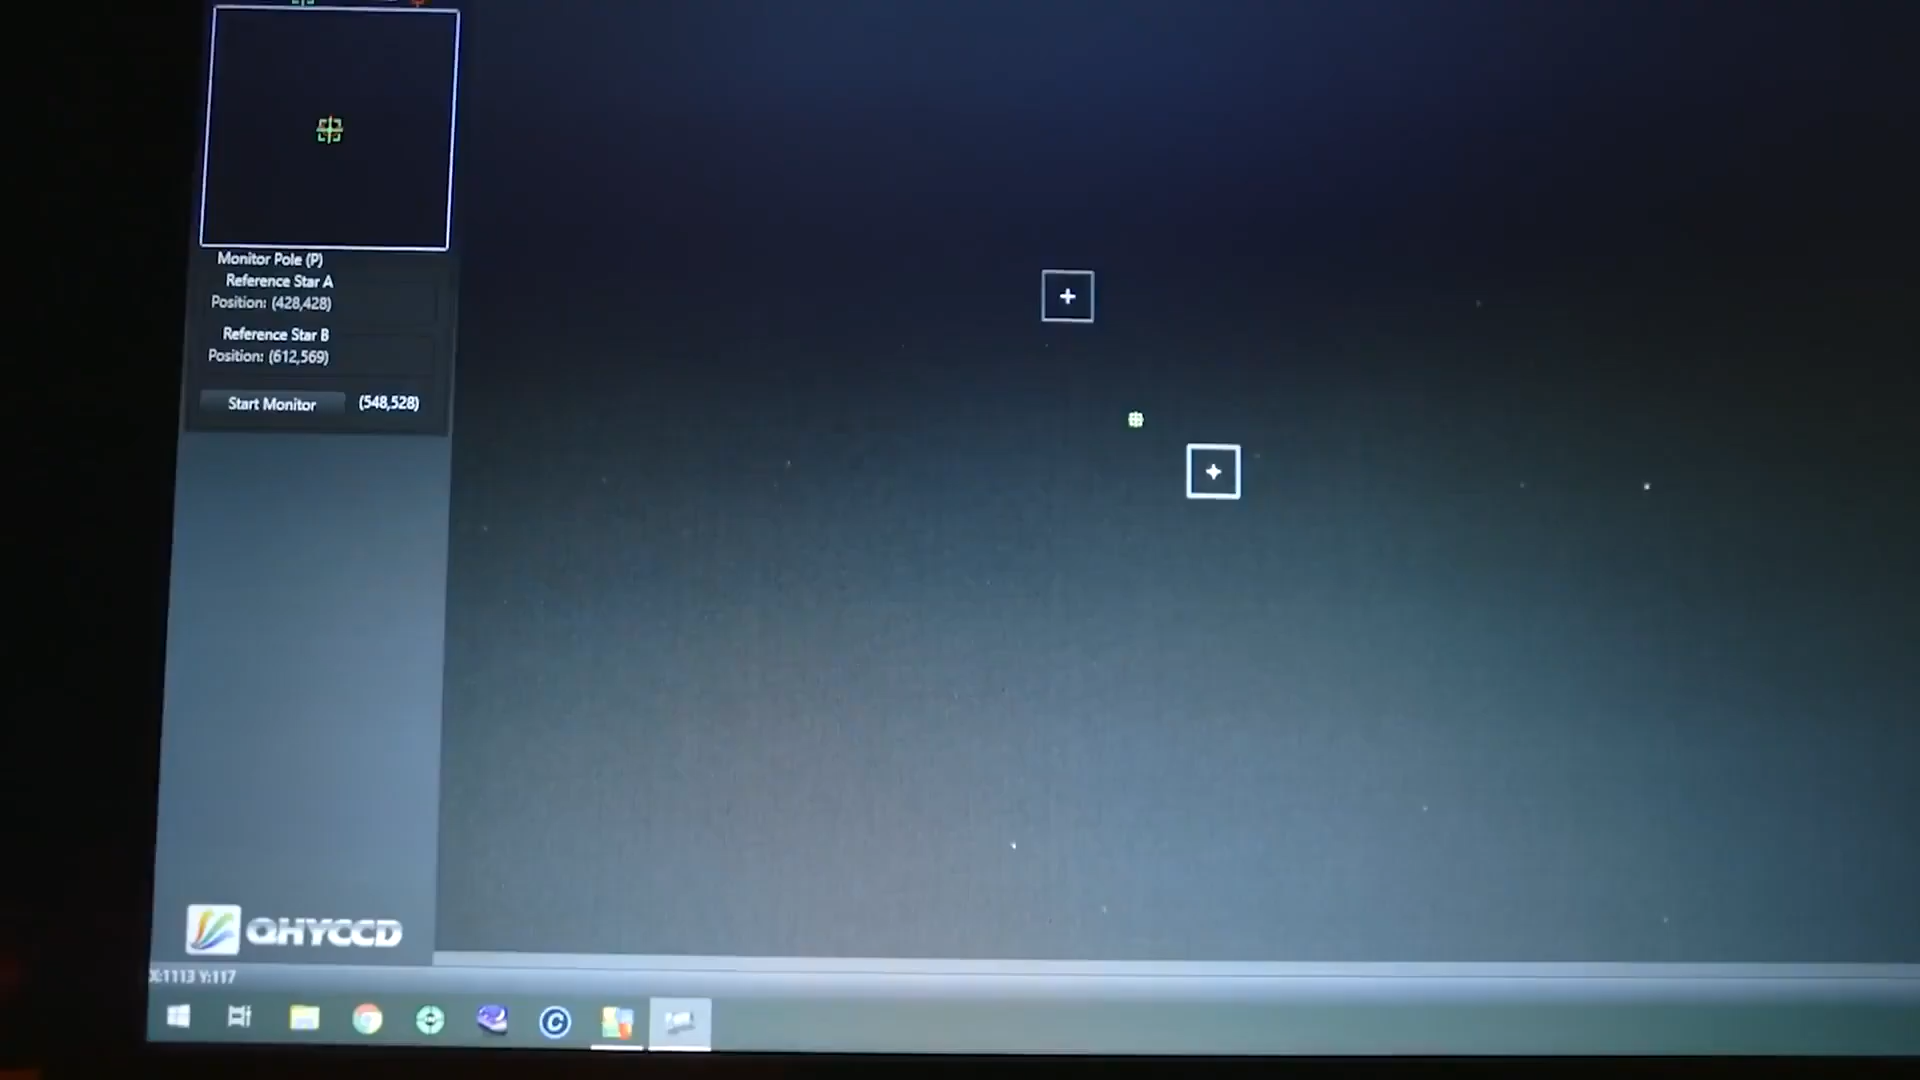 Monitor Pole (P)
Reference Star A
Position: (428,428)
Reference Star B
Position: (612,569)
Start Monitor (548,528)
QHYCCD
X:1113 Y:117